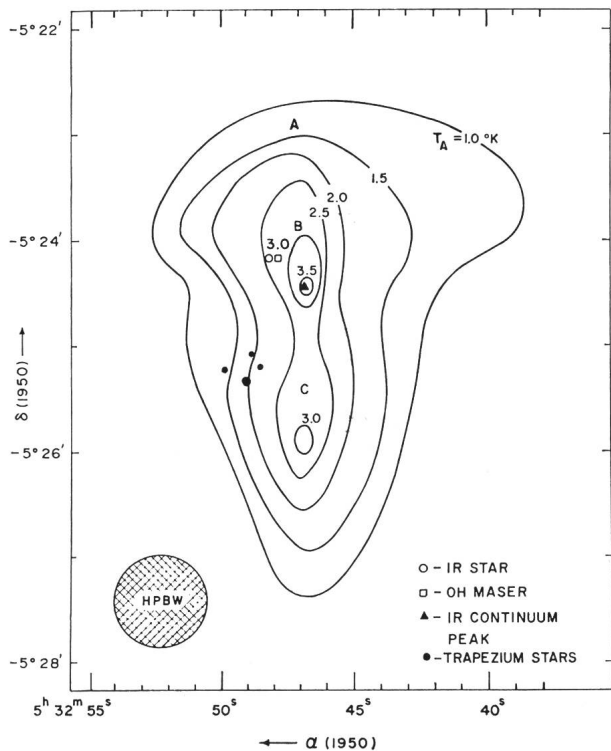 -5°22'
A
T_A = 1.0 °K
1.5
2.0
2.5
B
-5°24'
3.0
3.5
δ (1950) →
C
3.0
-5°26'
HPBW
○ - IR STAR
□ - OH MASER
▲ - IR CONTINUUM
PEAK
● - TRAPEZIUM STARS
-5°28'
5h 32m 55s 50s 45s 40s
← α (1950)